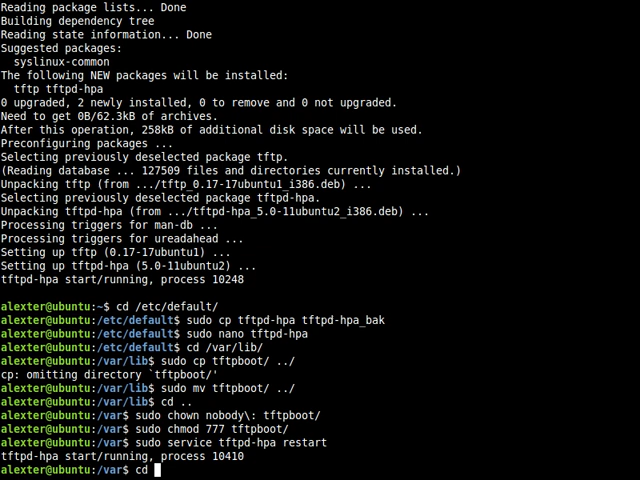 Reading package lists... Done
Building dependency tree
Reading state information... Done
Suggested packages:
  syslinux-common
The following NEW packages will be installed:
  tftp tftpd-hpa
0 upgraded, 2 newly installed, 0 to remove and 0 not upgraded.
Need to get 0B/62.3kB of archives.
After this operation, 258kB of additional disk space will be used.
Preconfiguring packages ...
Selecting previously deselected package tftp.
(Reading database ... 127509 files and directories currently installed.)
Unpacking tftp (from .../tftp_0.17-17ubuntu1_i386.deb) ...
Selecting previously deselected package tftpd-hpa.
Unpacking tftpd-hpa (from .../tftpd-hpa_5.0-11ubuntu2_i386.deb) ...
Processing triggers for man-db ...
Processing triggers for ureadahead ...
Setting up tftp (0.17-17ubuntu1) ...
Setting up tftpd-hpa (5.0-11ubuntu2) ...
tftpd-hpa start/running, process 10248
alexter@ubuntu:~$ cd /etc/default/
alexter@ubuntu:/etc/default$ sudo cp tftpd-hpa tftpd-hpa_bak
alexter@ubuntu:/etc/default$ sudo nano tftpd-hpa
alexter@ubuntu:/etc/default$ cd /var/lib/
alexter@ubuntu:/var/lib$ sudo cp tftpboot/ ../
cp: omitting directory `tftpboot/'
alexter@ubuntu:/var/lib$ sudo mv tftpboot/ ../
alexter@ubuntu:/var/lib$ cd ..
alexter@ubuntu:/var$ sudo chown nobody\: tftpboot/
alexter@ubuntu:/var$ sudo chmod 777 tftpboot/
alexter@ubuntu:/var$ sudo service tftpd-hpa restart
tftpd-hpa start/running, process 10410
alexter@ubuntu:/var$ cd